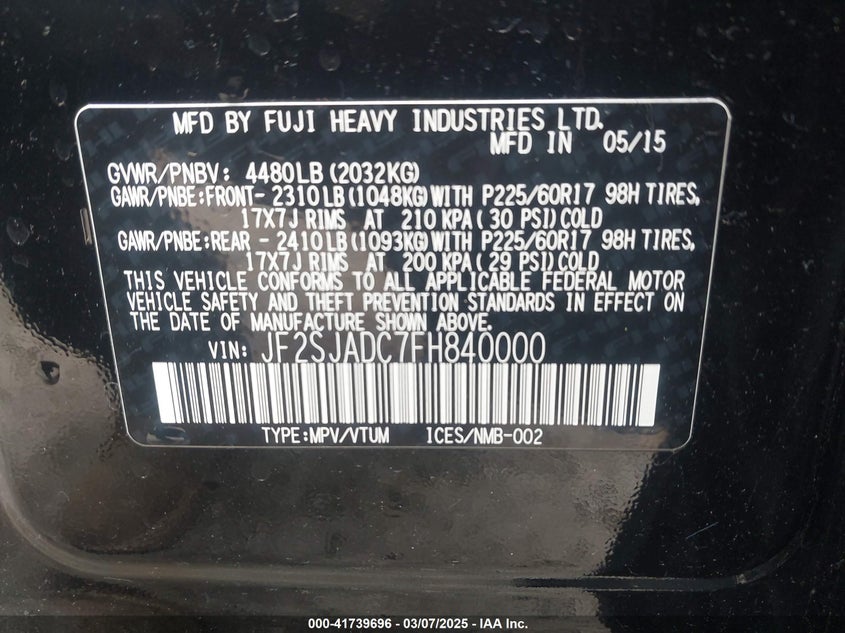 MFD BY FUJI HEAVY INDUSTRIES LTD.
MFD IN 05/15
GVWR/PNBV: 4480LB (2032KG)
GAWR/PNBE:FRONT- 2310LB (1048KG) WITH P225/60R17 98H TIRES,
17X7J RIMS AT 210 KPA ( 30 PSI) COLD
GAWR/PNBE:REAR - 2410LB (1093KG) WITH P225/60R17 98H TIRES,
17X7J RIMS AT 200 KPA ( 29 PSI) COLD
THIS VEHICLE CONFORMS TO ALL APPLICABLE FEDERAL MOTOR
VEHICLE SAFETY AND THEFT PREVENTION STANDARDS IN EFFECT ON
THE DATE OF MANUFACTURE SHOWN ABOVE.
VIN: JF2SJADC7FH840000
TYPE:MPV/VTUM ICES/NMB-002
000-41739696 - 03/07/2025 - IAA Inc.